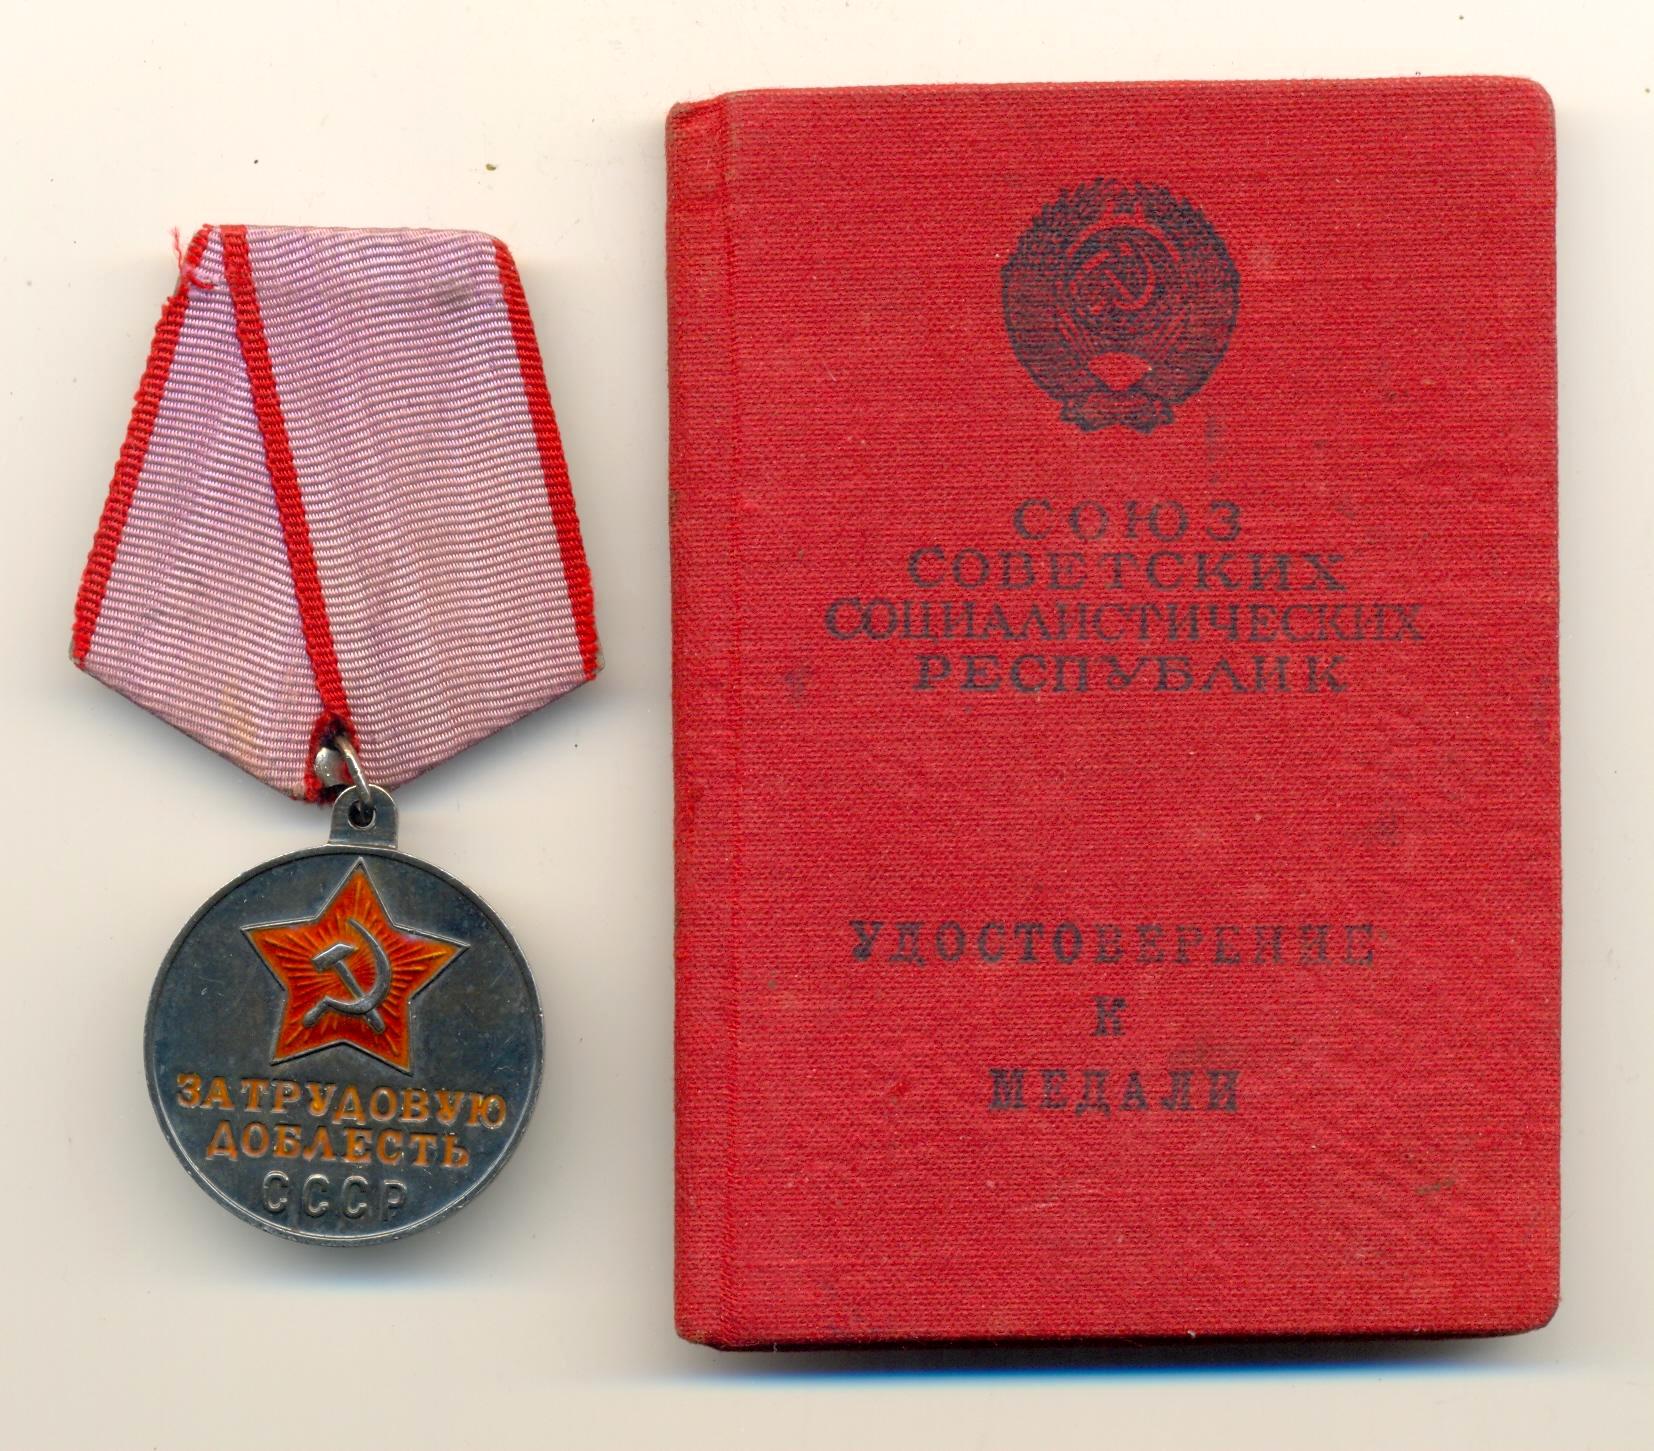 ЗА ТРУДОВУЮ
ДОБЛЕСТЬ
СССР
СОЮЗ
СОВЕТСКИХ
СОЦИАЛИСТИЧЕСКИХ
РЕСПУБЛИК
УДОСТОВЕРЕНИЕ
К
МЕДАЛИ